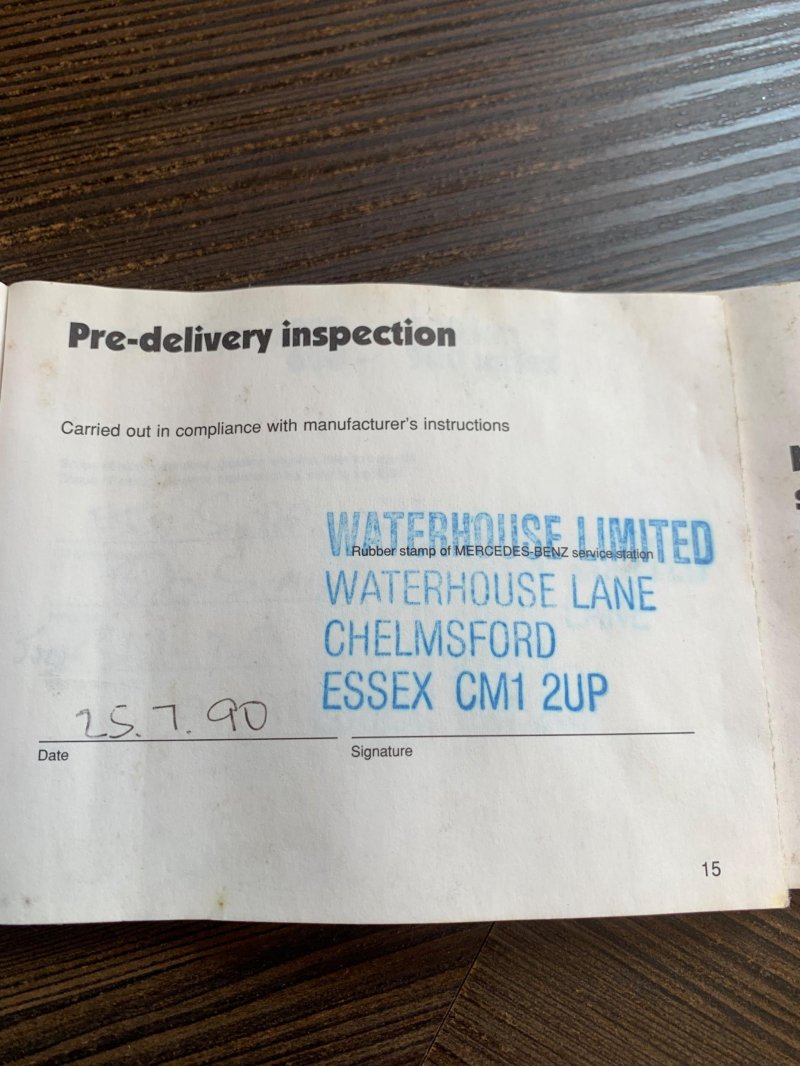 Pre-delivery inspection
Carried out in compliance with manufacturer's instructions
WATERHOUSE LIMITED
Rubber stamp of MERCEDES-BENZ service station
WATERHOUSE LANE
CHELMSFORD
ESSEX CM1 2UP
25.7.90
Date
Signature
15